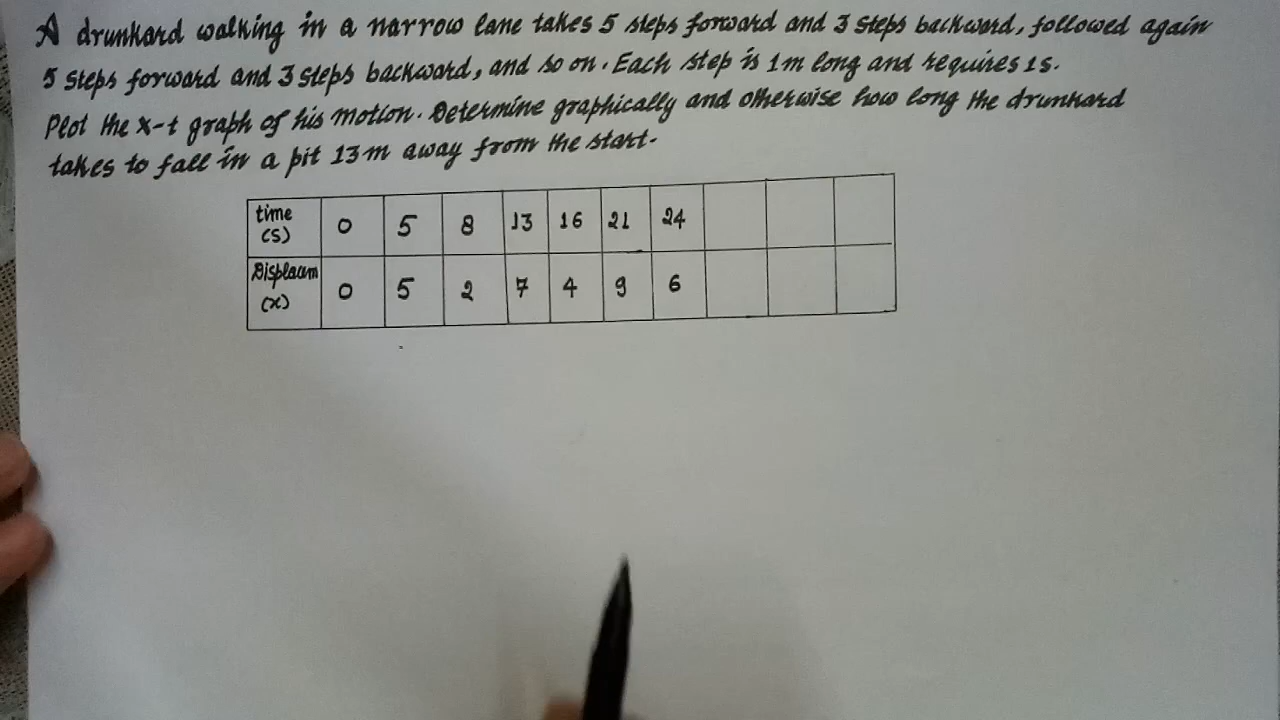 A drunkard walking in a narrow lane takes 5 steps forward and 3 steps backward, followed again
5 steps forward and 3 steps backward, and so on. Each step is 1m long and requires 1s.
Plot the x-t graph of his motion. Determine graphically and otherwise how long the drunkard
takes to fall in a pit 13m away from the start.
time (s) 0 5 8 13 16 21 24
Displacem (x) 0 5 2 7 4 9 6